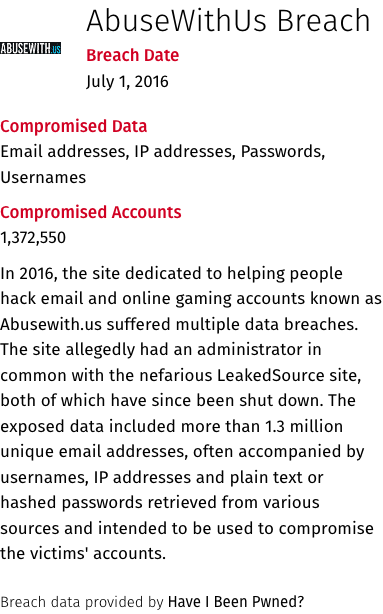 AbuseWithUs Breach
ABUSEWITH.US
Breach Date
July 1, 2016
Compromised Data
Email addresses, IP addresses, Passwords,
Usernames
Compromised Accounts
1,372,550
In 2016, the site dedicated to helping people
hack email and online gaming accounts known as
Abusewith.us suffered multiple data breaches.
The site allegedly had an administrator in
common with the nefarious LeakedSource site,
both of which have since been shut down. The
exposed data included more than 1.3 million
unique email addresses, often accompanied by
usernames, IP addresses and plain text or
hashed passwords retrieved from various
sources and intended to be used to compromise
the victims' accounts.
Breach data provided by Have I Been Pwned?